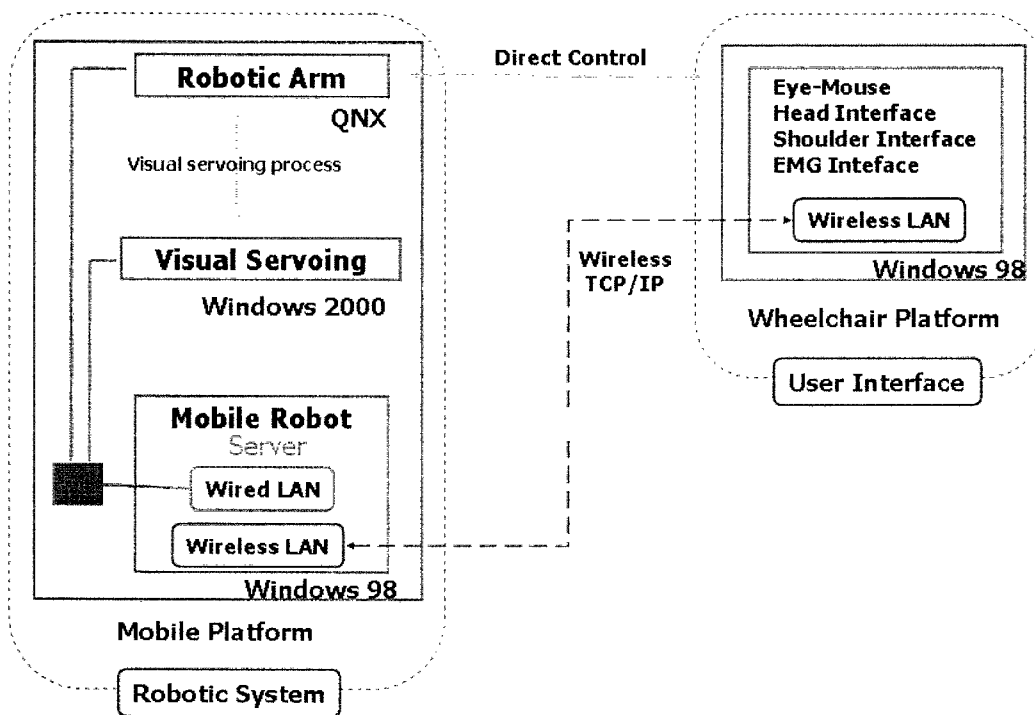 Robotic Arm
QNX
Visual servoing process
Visual Servoing
Windows 2000
Mobile Robot
Server
Wired LAN
Wireless LAN
Windows 98
Mobile Platform
Robotic System
Direct Control
Wireless
TCP/IP
Eye-Mouse
Head Interface
Shoulder Interface
EMG Inteface
Wireless LAN
Windows 98
Wheelchair Platform
User Interface